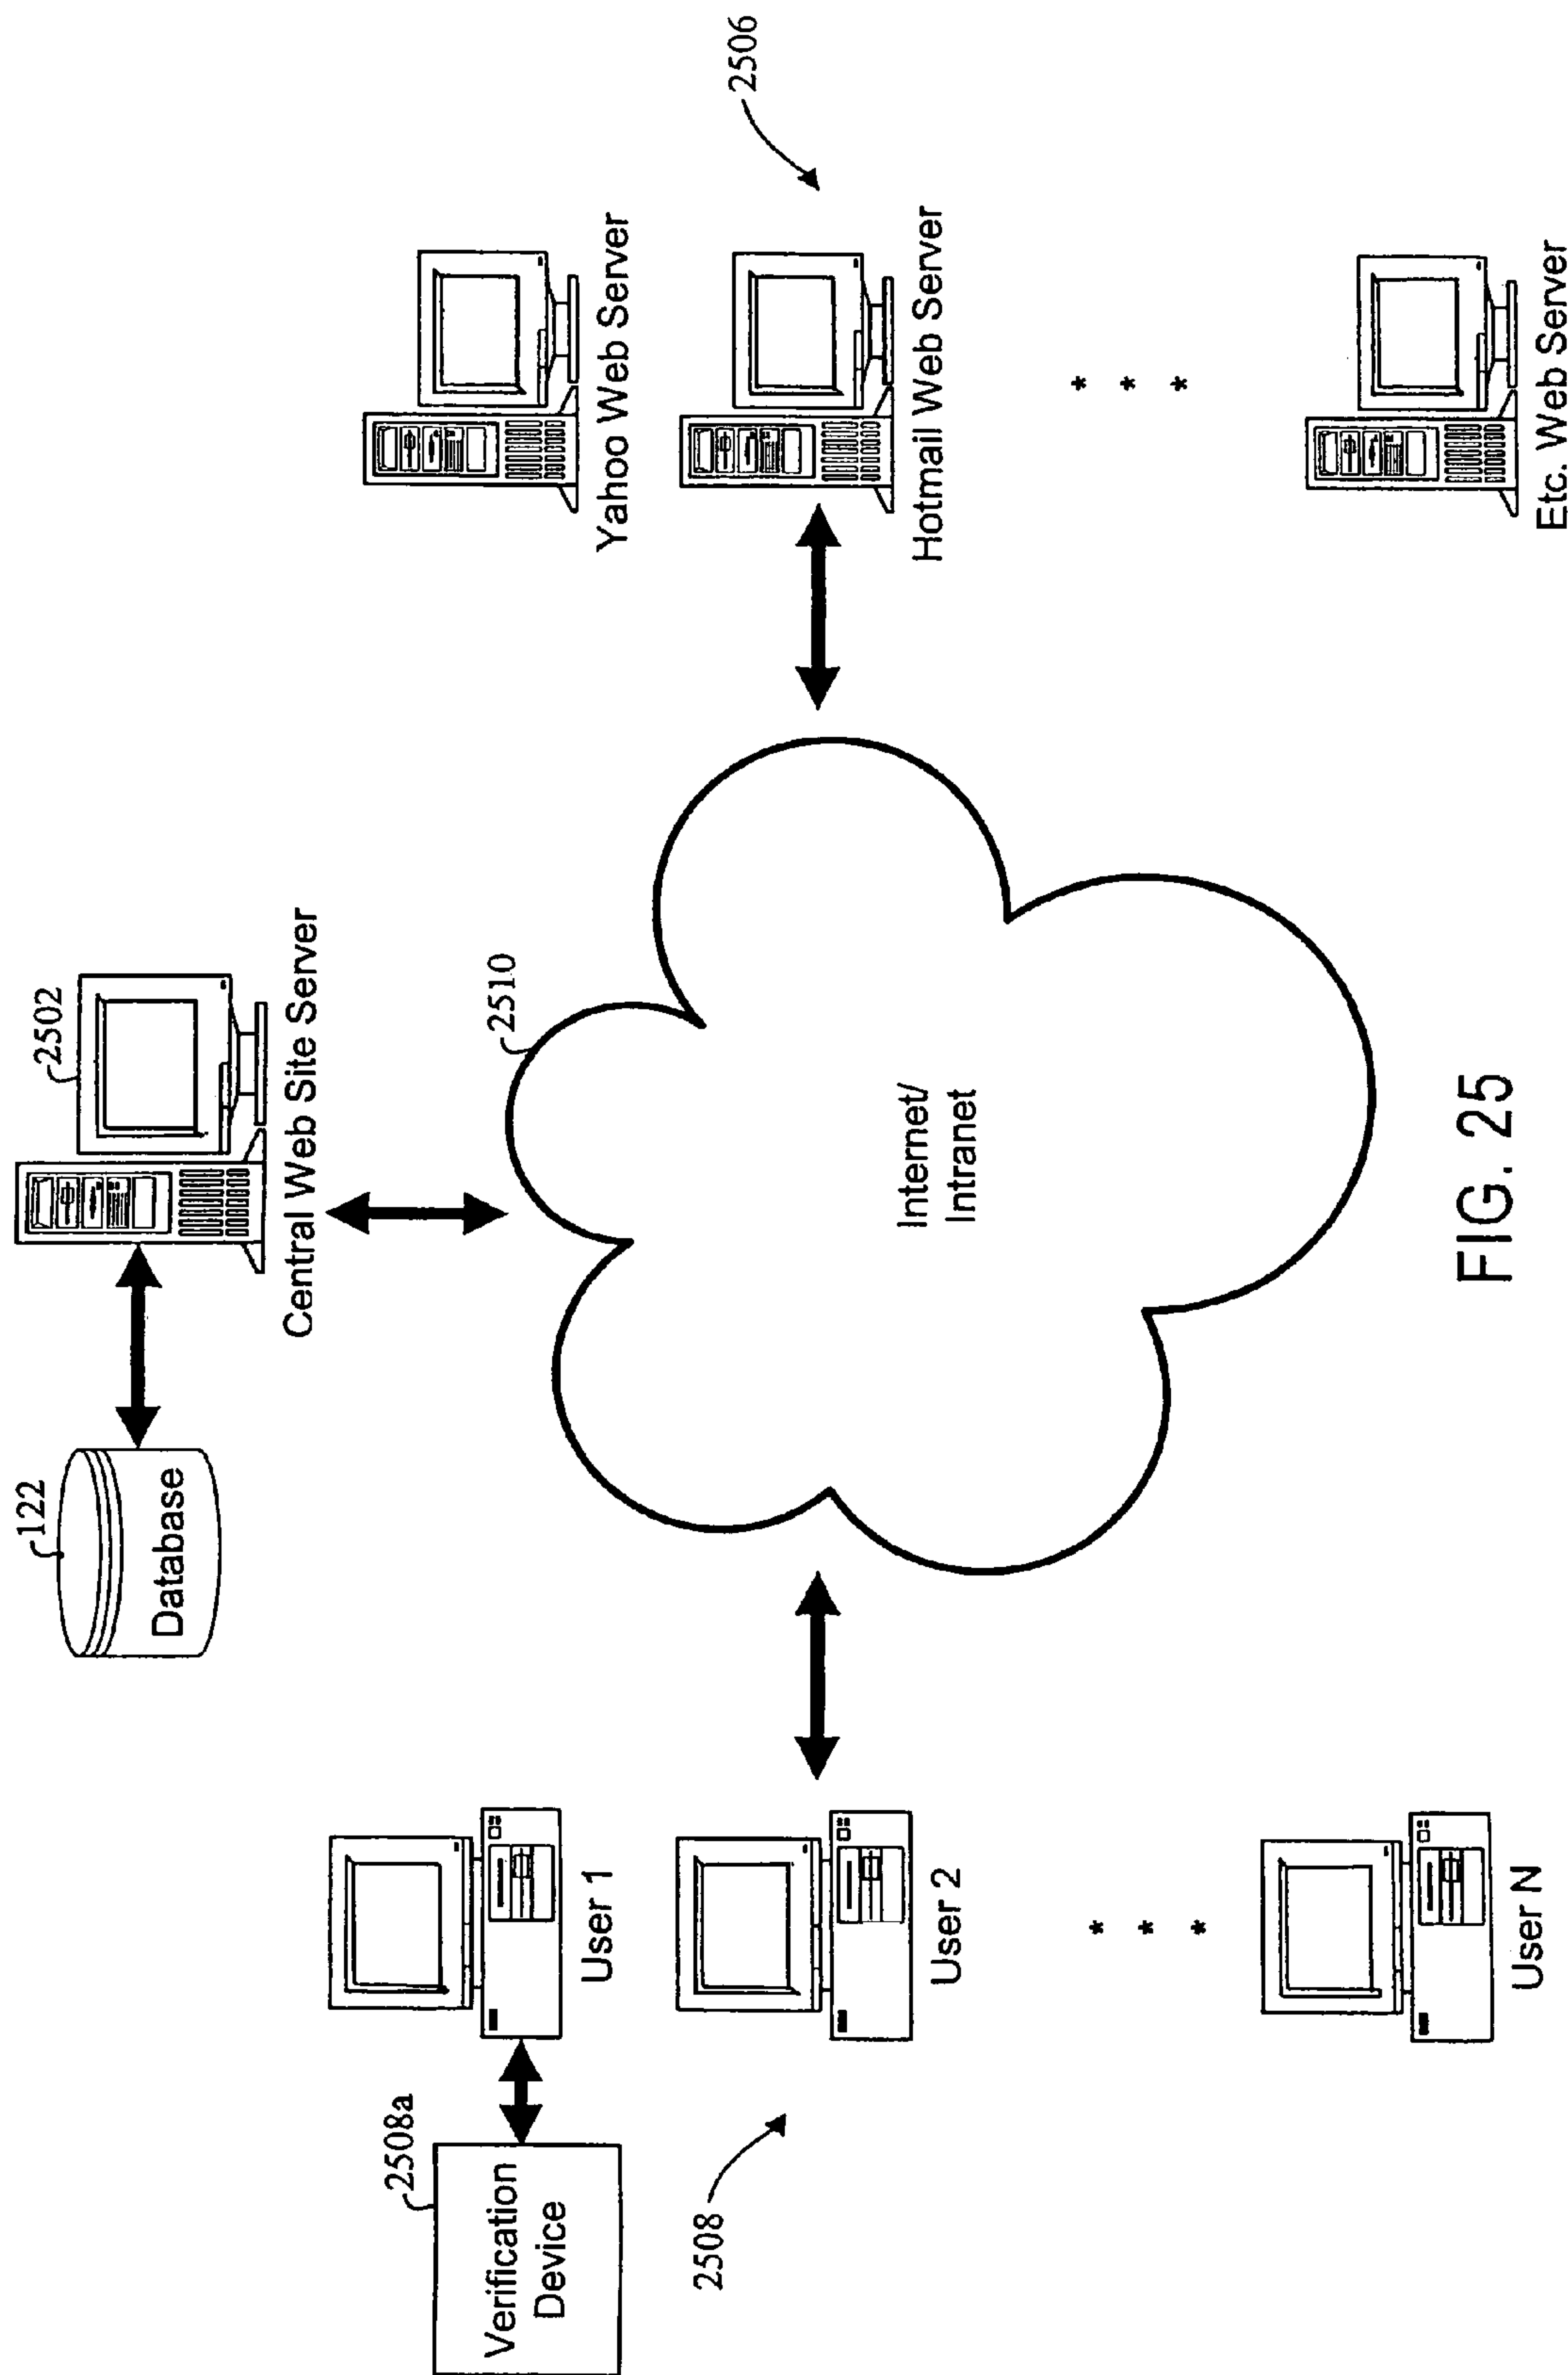 122
Database
2502
Central Web Site Server
2508a
Verification
Device
User 1
2508
User 2
*
*
*
User N
2510
Internet/
Intranet
Yahoo Web Server
2506
Hotmail Web Server
*
*
*
Etc. Web Server
FIG. 25